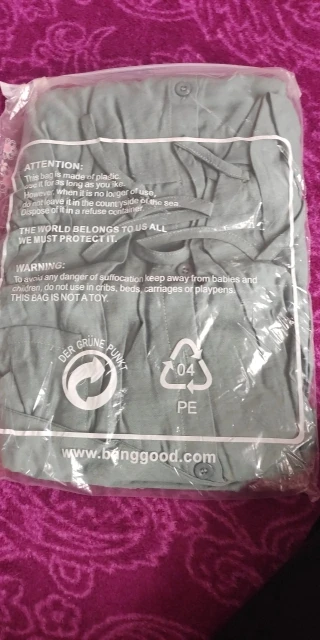 ATTENTION:
This bag is made of plastic.
use it for as long as you like.
However, when it is no longer of use,
do not leave it in the countryside of the sea.
Dispose of it in a refuse container.
THE WORLD BELONGS TO US ALL
WE MUST PROTECT IT.
WARNING:
To avoid any danger of suffocation keep away from babies and
children, do not use in cribs, beds, carriages or playpens.
THIS BAG IS NOT A TOY.
DER GRÜNE PUNKT
04
PE
www.banggood.com